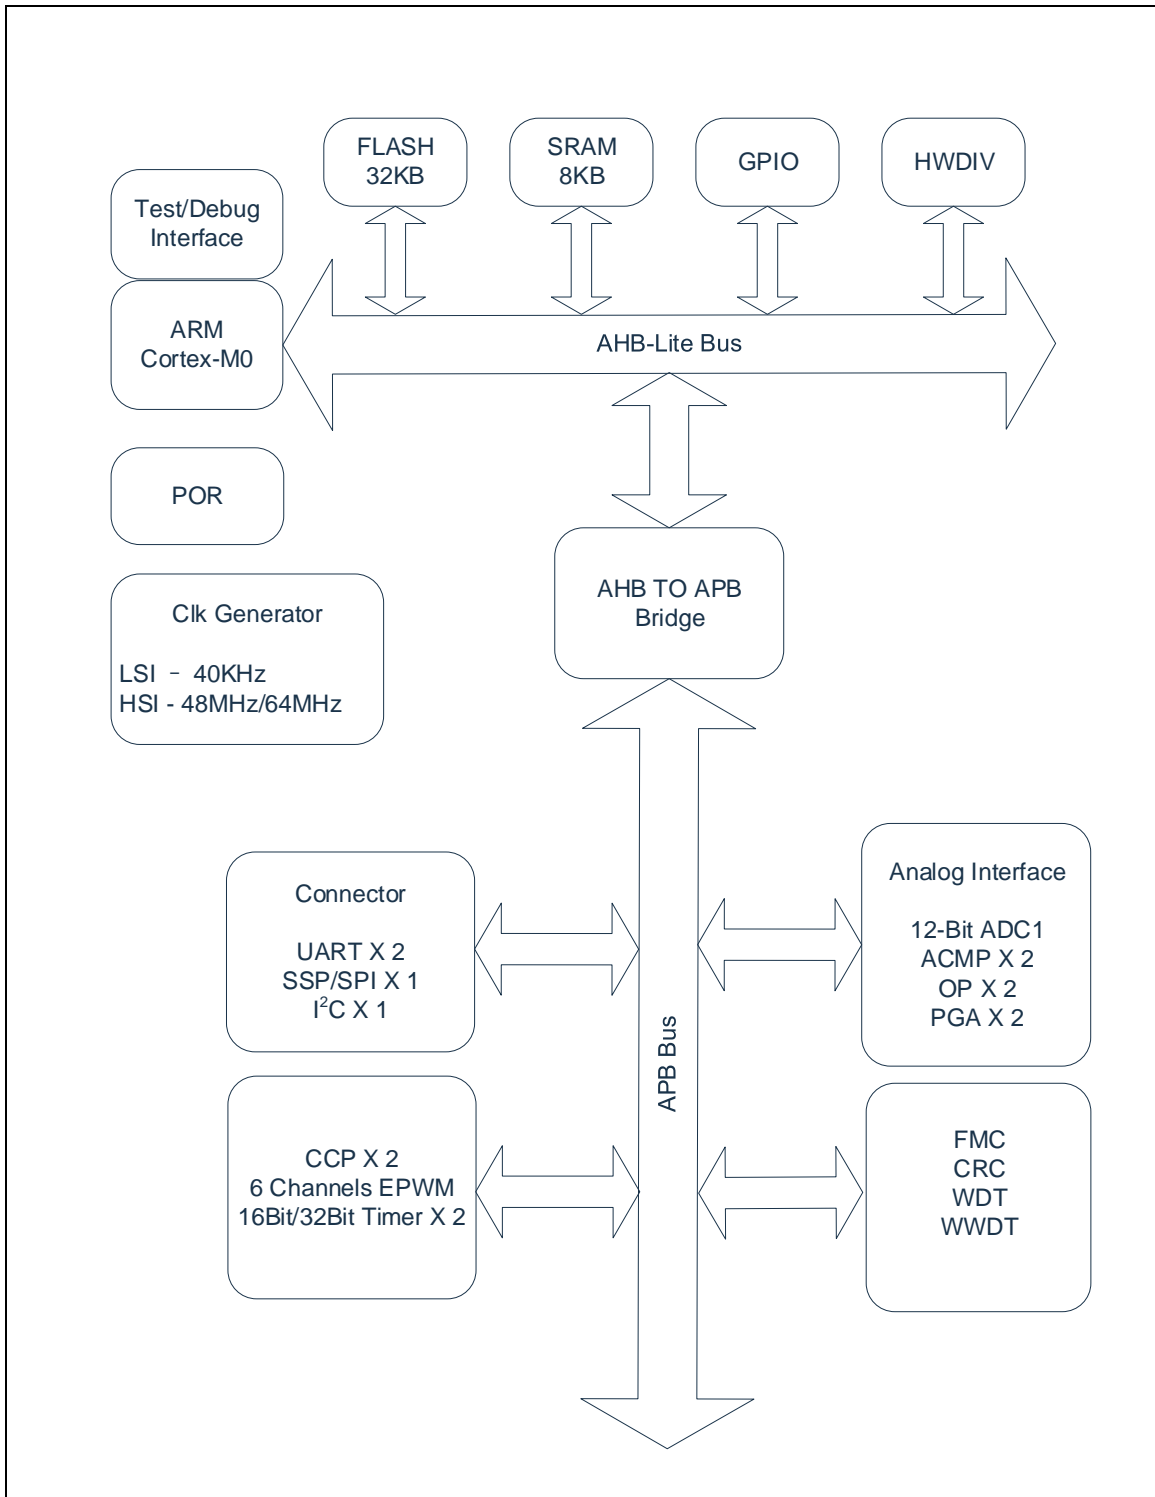 FLASH
32KB
SRAM
8KB
GPIO
HWDIV
Test/Debug
Interface
ARM
Cortex-M0
AHB-Lite Bus
POR
AHB TO APB
Bridge
Clk Generator
LSI - 40KHz
HSI - 48MHz/64MHz
Connector
UART X 2
SSP/SPI X 1
I²C X 1
Analog Interface
12-Bit ADC1
ACMP X 2
OP X 2
PGA X 2
APB Bus
CCP X 2
6 Channels EPWM
16Bit/32Bit Timer X 2
FMC
CRC
WDT
WWDT